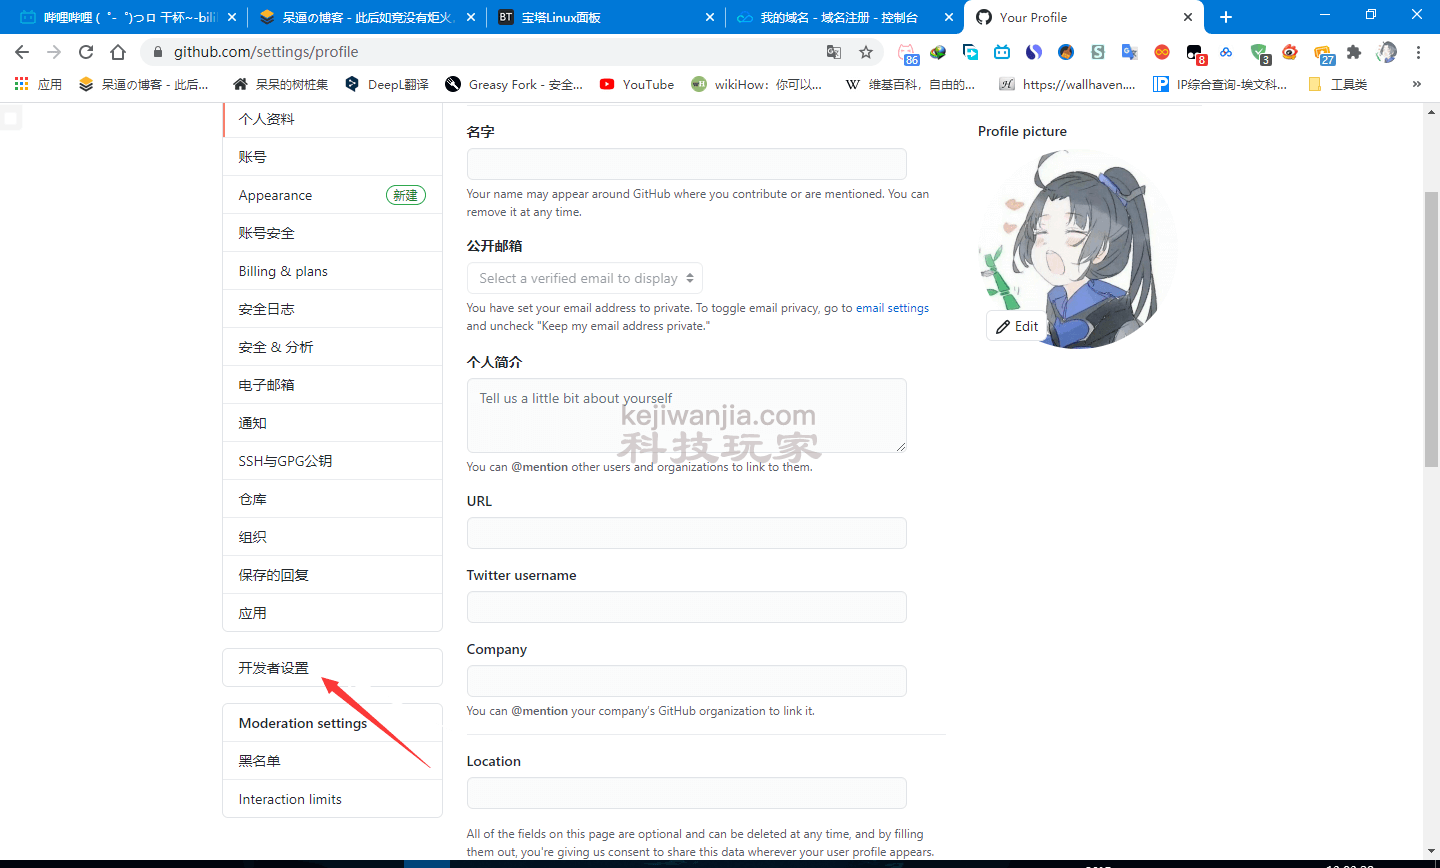 哔哩哔哩 (゜-゜)つロ 干杯~-bili
呆逼の博客 - 此后如竟没有炬火
宝塔Linux面板
我的域名 - 域名注册 - 控制台
Your Profile
github.com/settings/profile
86
8
3
27
应用
呆逼の博客 - 此后...
呆呆的树桩集
DeepL翻译
Greasy Fork - 安全...
YouTube
wikiHow：你可以...
维基百科，自由的...
https://wallhaven....
IP综合查询-埃文科...
工具类
»
个人资料
账号
Appearance 新建
账号安全
Billing & plans
安全日志
安全 & 分析
电子邮箱
通知
SSH与GPG公钥
仓库
组织
保存的回复
应用
开发者设置
Moderation settings
黑名单
Interaction limits
名字
Your name may appear around GitHub where you contribute or are mentioned. You can
remove it at any time.
公开邮箱
Select a verified email to display
You have set your email address to private. To toggle email privacy, go to email settings
and uncheck "Keep my email address private."
个人简介
Tell us a little bit about yourself
kejiwanjia.com
科技玩家
You can @mention other users and organizations to link to them.
URL
Twitter username
Company
You can @mention your company's GitHub organization to link it.
Location
All of the fields on this page are optional and can be deleted at any time, and by filling
them out, you're giving us consent to share this data wherever your user profile appears.
Profile picture
Edit